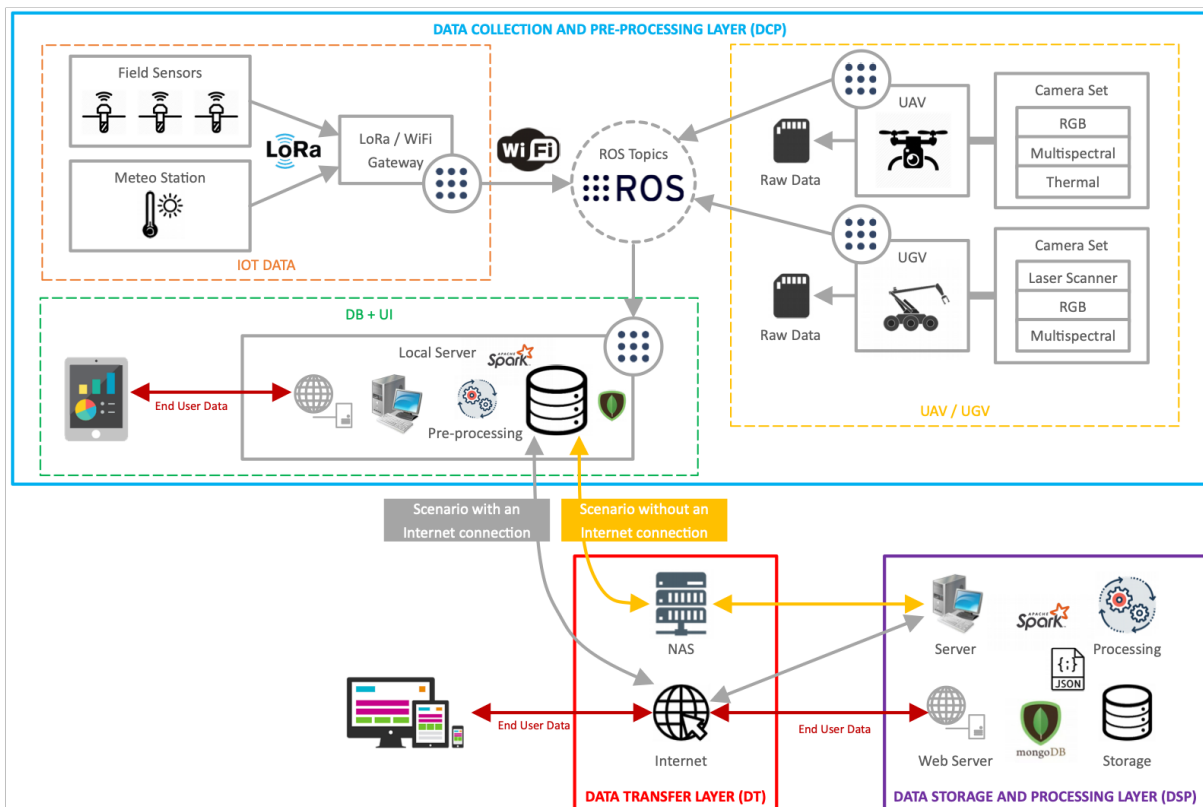 DATA COLLECTION AND PRE-PROCESSING LAYER (DCP)
Field Sensors
Meteo Station
LoRa
LoRa / WiFi
Gateway
IOT DATA
WiFi
ROS Topics
ROS
UAV
Raw Data
Camera Set
RGB
Multispectral
Thermal
UGV
Raw Data
Camera Set
Laser Scanner
RGB
Multispectral
UAV / UGV
DB + UI
End User Data
Local Server
APACHE
Spark
Pre-processing
Scenario with an
Internet connection
Scenario without an
Internet connection
NAS
Internet
End User Data
End User Data
DATA TRANSFER LAYER (DT)
Server
APACHE
Spark
Processing
{;}
JSON
Web Server
mongoDB
Storage
DATA STORAGE AND PROCESSING LAYER (DSP)